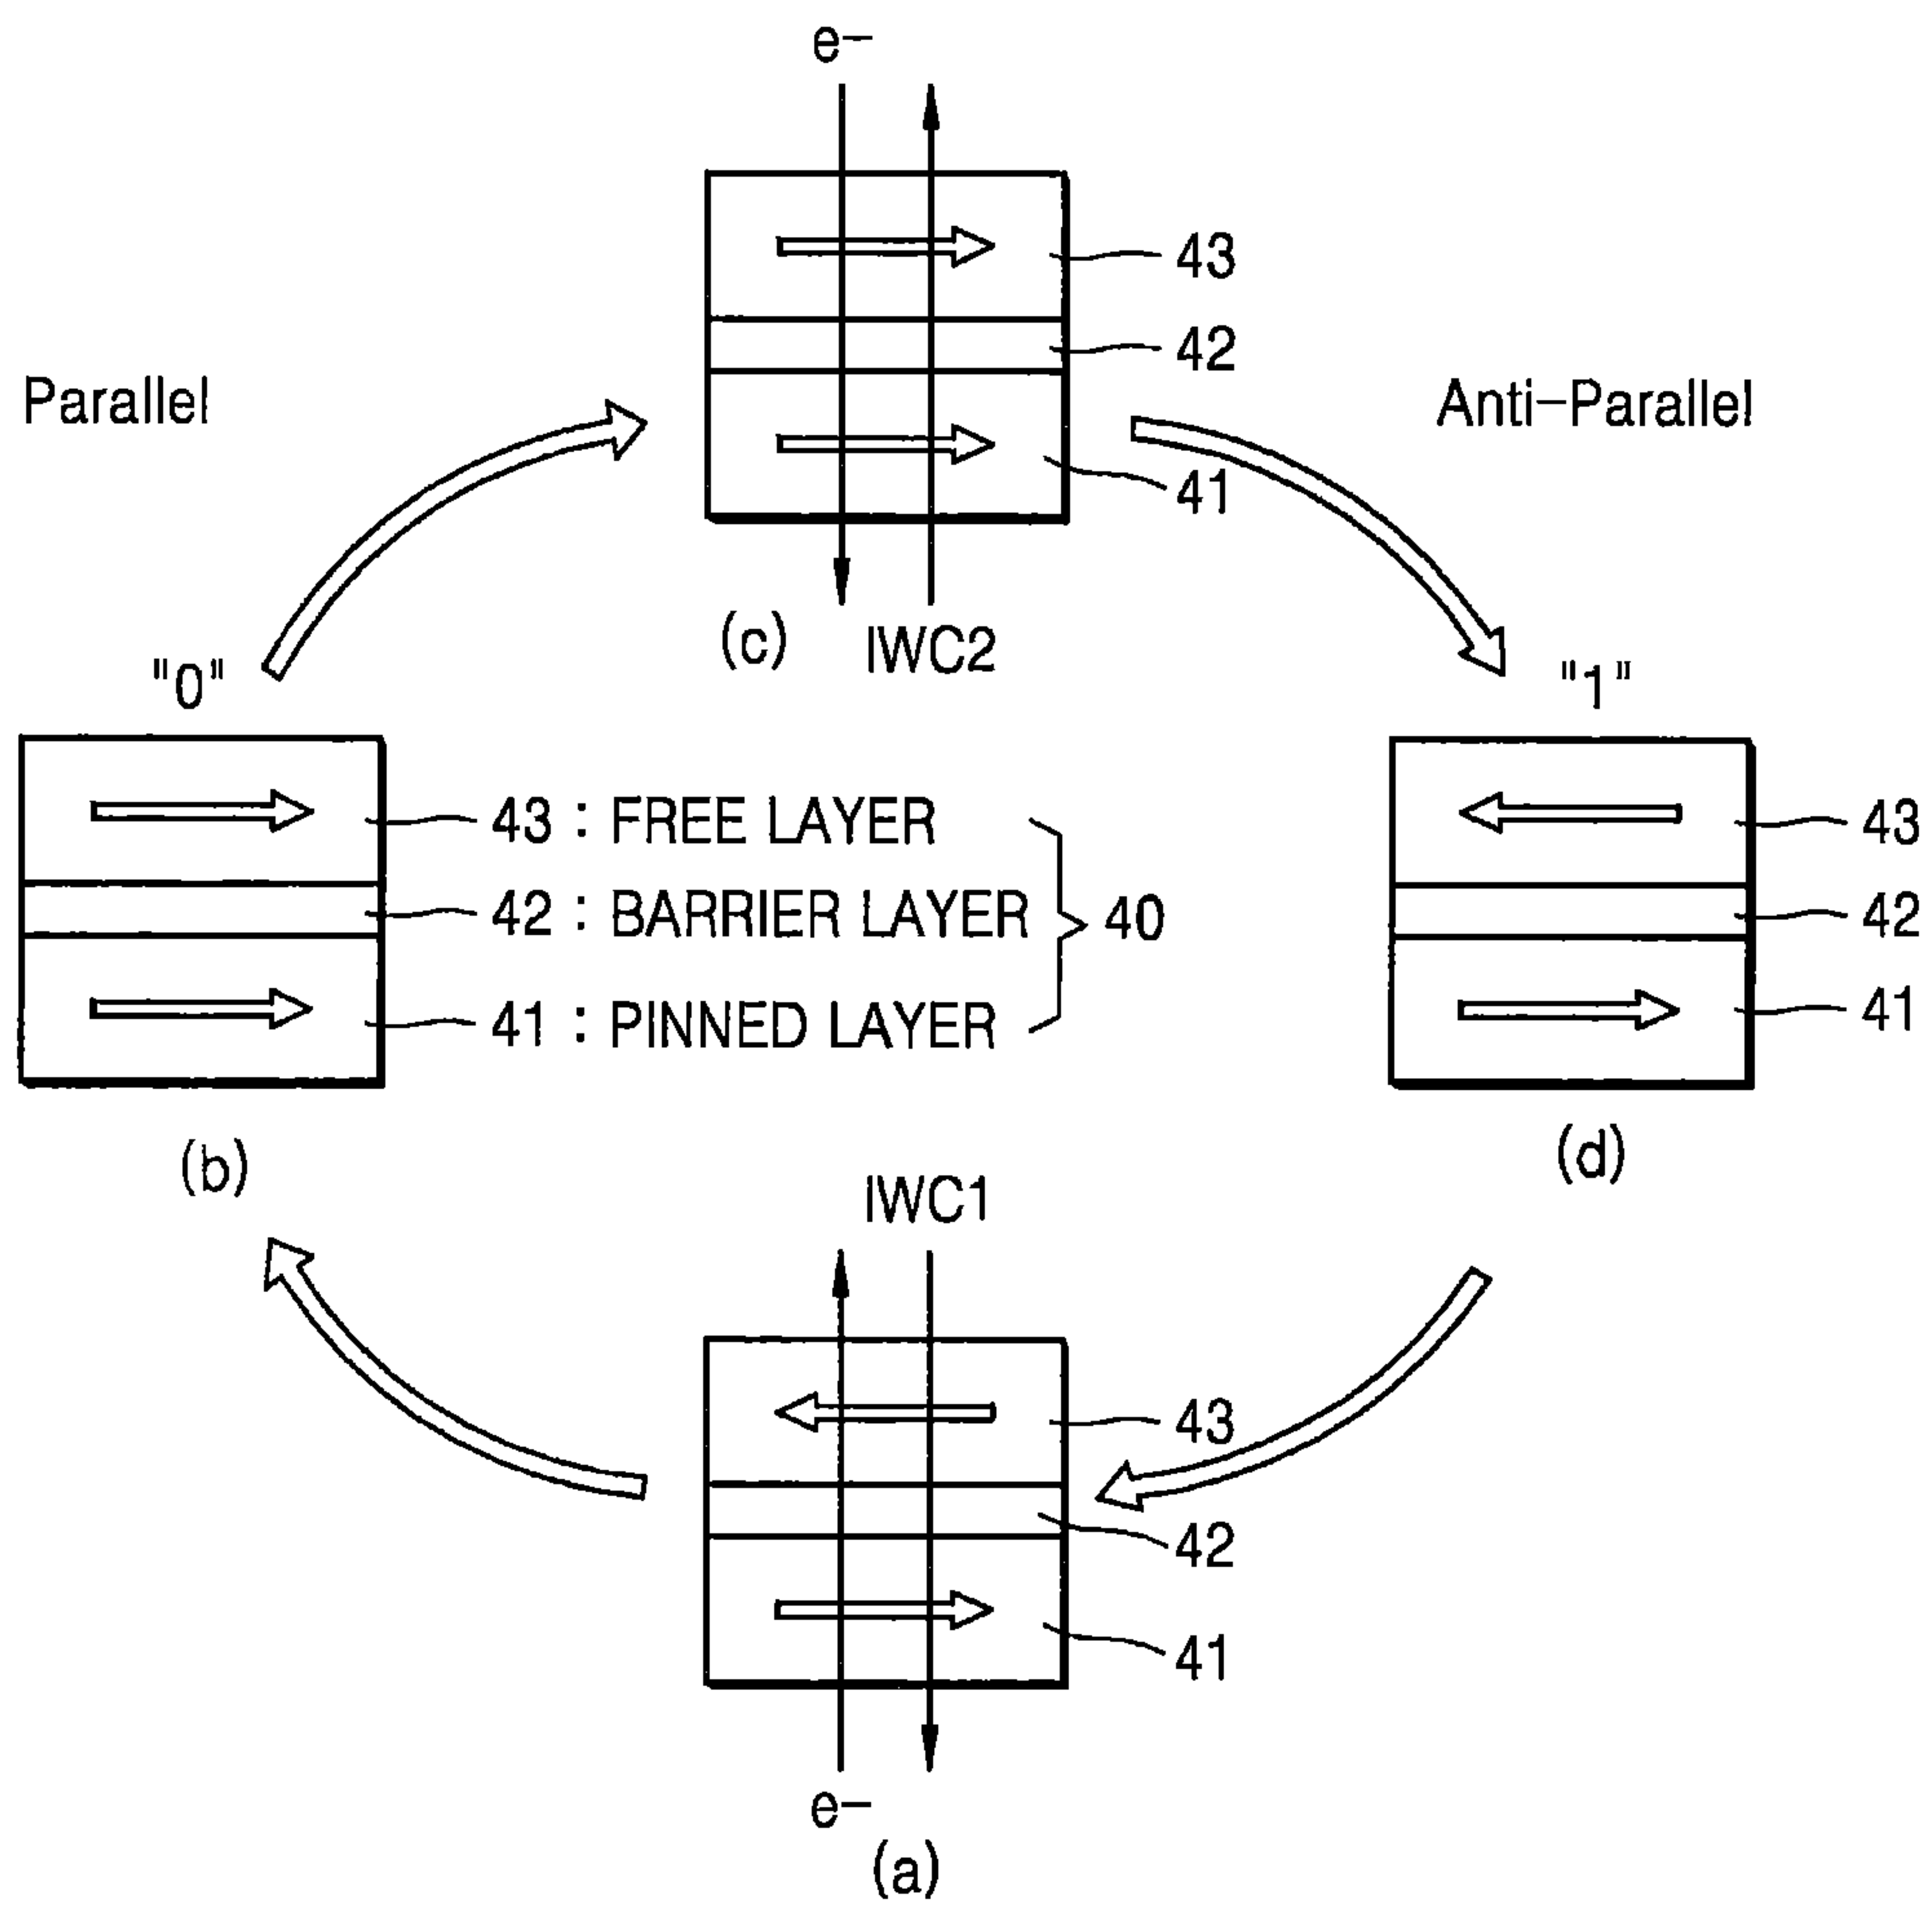 e−
43
42
41
Parallel
Anti−Parallel
(c) IWC2
"0"
"1"
43 : FREE LAYER
42 : BARRIER LAYER
41 : PINNED LAYER
40
43
42
41
(b)
(d)
IWC1
43
42
41
e−
(a)